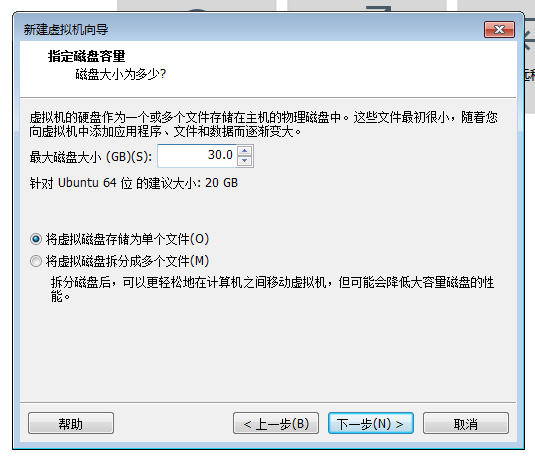 新建虚拟机向导
指定磁盘容量
磁盘大小为多少?
虚拟机的硬盘作为一个或多个文件存储在主机的物理磁盘中。这些文件最初很小，随着您
向虚拟机中添加应用程序、文件和数据而逐渐变大。
最大磁盘大小 (GB)(S): 30.0
针对 Ubuntu 64 位 的建议大小: 20 GB
将虚拟磁盘存储为单个文件(O)
将虚拟磁盘拆分成多个文件(M)
拆分磁盘后，可以更轻松地在计算机之间移动虚拟机，但可能会降低大容量磁盘的性
能。
帮助 < 上一步(B) 下一步(N) > 取消